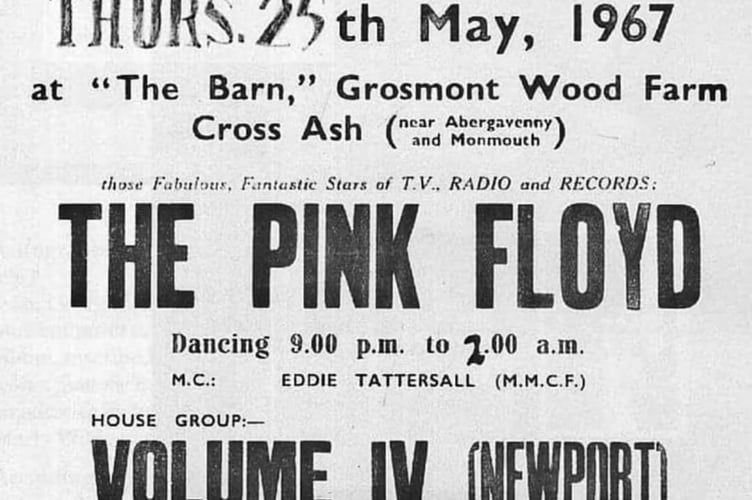 THURS. 25th May, 1967
at "The Barn," Grosmont Wood Farm
Cross Ash (near Abergavenny
and Monmouth)
those Fabulous, Fantastic Stars of T.V., RADIO and RECORDS:
THE PINK FLOYD
Dancing 9.00 p.m. to 2.00 a.m.
M.C.: EDDIE TATTERSALL (M.M.C.F.)
HOUSE GROUP:—
VOLUME IV (NEWPORT)